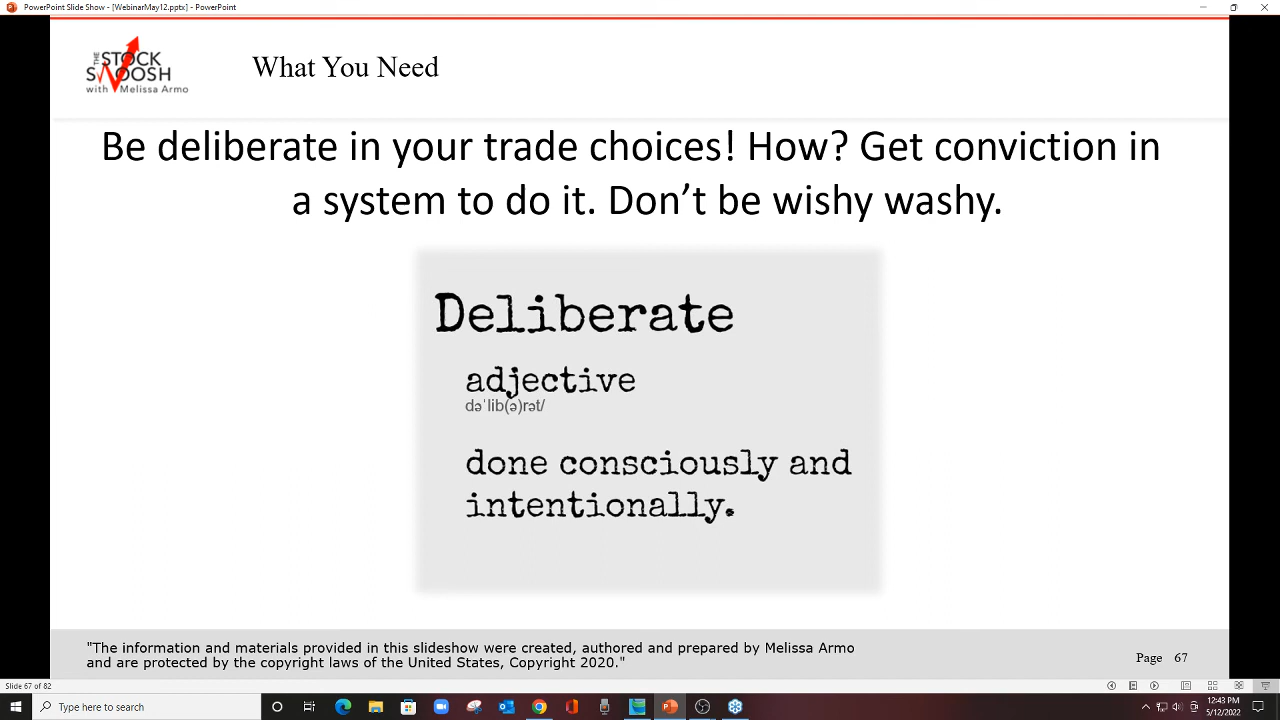 PowerPoint Slide Show - [WebinarMay12.pptx] - PowerPoint
THE
STOCK
SWOOSH
with Melissa Armo
What You Need
Be deliberate in your trade choices! How? Get conviction in
a system to do it. Don’t be wishy washy.
Deliberate
adjective
dəˈlib(ə)rət/
done consciously and
intentionally.
"The information and materials provided in this slideshow were created, authored and prepared by Melissa Armo
and are protected by the copyright laws of the United States, Copyright 2020."
Page 67
Slide 67 of 82
Type here to search
12:43 PM
5/12/2022